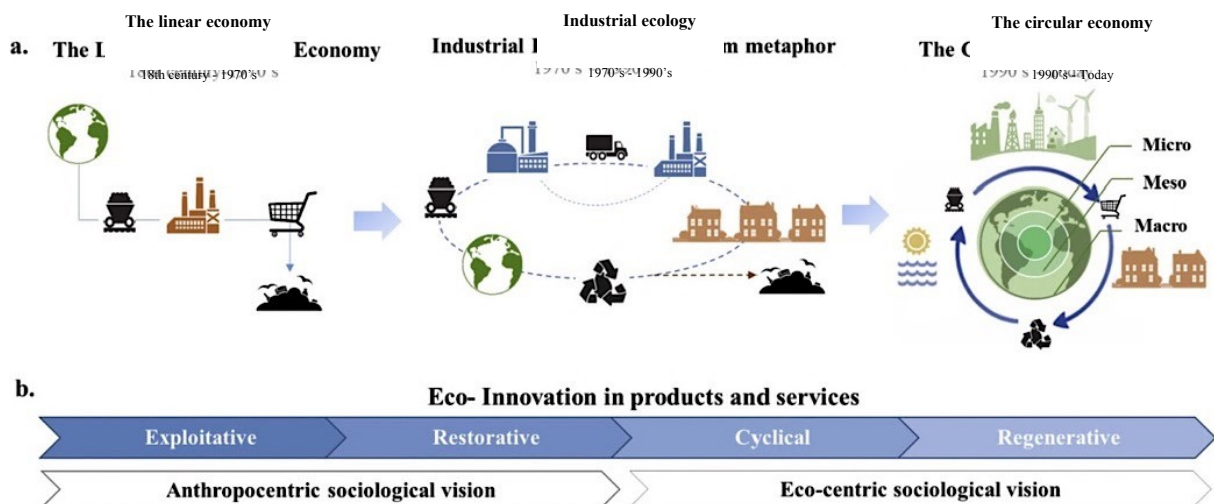 The linear economy
Industrial ecology
The circular economy
a. The L Economy
Industrial m metaphor
The C
18th century - 1970's
1970's - 1990's
1990's - Today
Micro
Meso
Macro
b.
Eco- Innovation in products and services
Exploitative
Restorative
Cyclical
Regenerative
Anthropocentric sociological vision
Eco-centric sociological vision